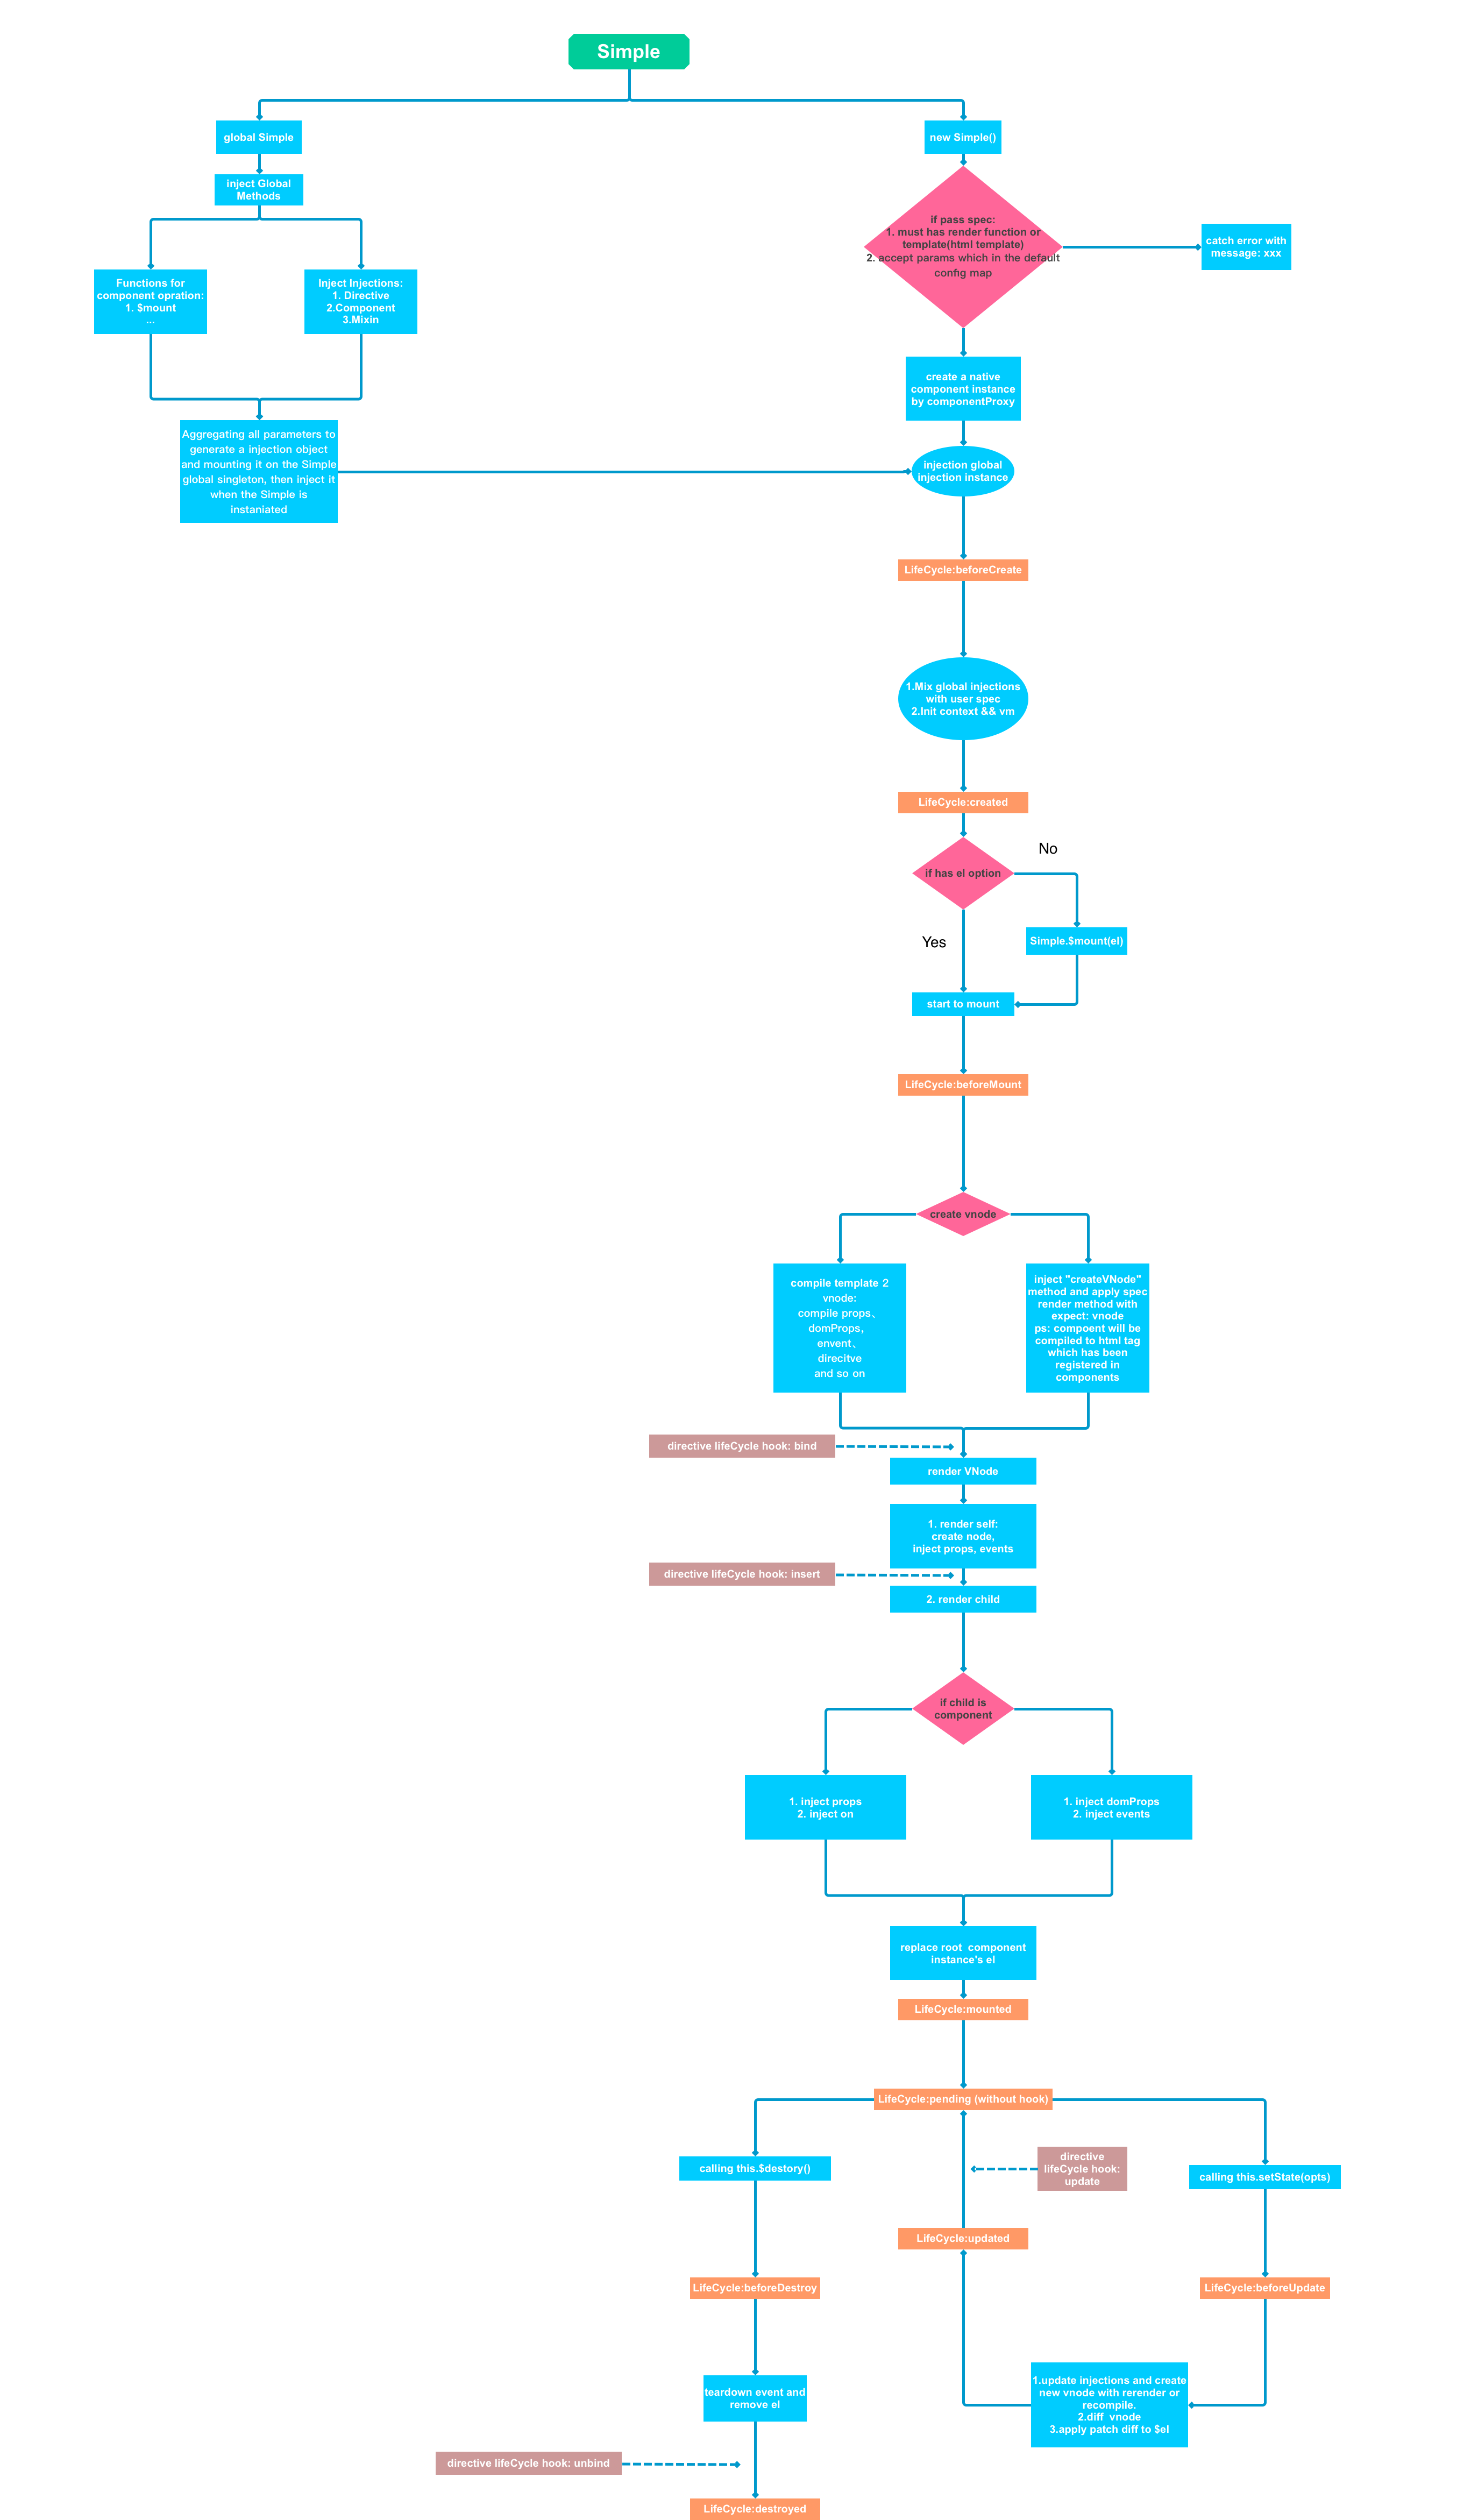 Simple
global Simple
new Simple()
inject Global
Methods
if pass spec:
1. must has render function or
template(html template)
2. accept params which in the default
config map
catch error with
message: xxx
Functions for
component opration:
1. $mount
...
Inject Injections:
1. Directive
2.Component
3.Mixin
create a native
component instance
by componentProxy
Aggregating all parameters to
generate a injection object
and mounting it on the Simple
global singleton, then inject it
when the Simple is
instaniated
injection global
injection instance
LifeCycle:beforeCreate
1.Mix global injections
with user spec
2.Init context && vm
LifeCycle:created
No
if has el option
Yes
Simple.$mount(el)
start to mount
LifeCycle:beforeMount
create vnode
compile template 2
vnode:
compile props、
domProps,
envent、
direcitve
and so on
inject "createVNode"
method and apply spec
render method with
expect: vnode
ps: compoent will be
compiled to html tag
which has been
registered in
components
directive lifeCycle hook: bind
render VNode
1. render self:
create node,
inject props, events
directive lifeCycle hook: insert
2. render child
if child is
component
1. inject props
2. inject on
1. inject domProps
2. inject events
replace root  component
instance's el
LifeCycle:mounted
LifeCycle:pending (without hook)
calling this.$destory()
directive
lifeCycle hook:
update
calling this.setState(opts)
LifeCycle:updated
LifeCycle:beforeDestroy
LifeCycle:beforeUpdate
teardown event and
remove el
1.update injections and create
new vnode with rerender or
recompile.
2.diff  vnode
3.apply patch diff to $el
directive lifeCycle hook: unbind
LifeCycle:destroyed